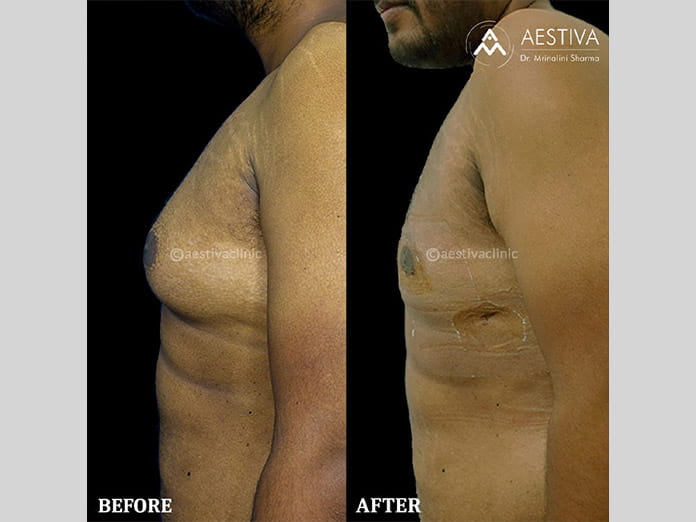 AESTIVA
Dr. Mrinalini Sharma
©aestivaclinic
©aestivaclinic
BEFORE
AFTER